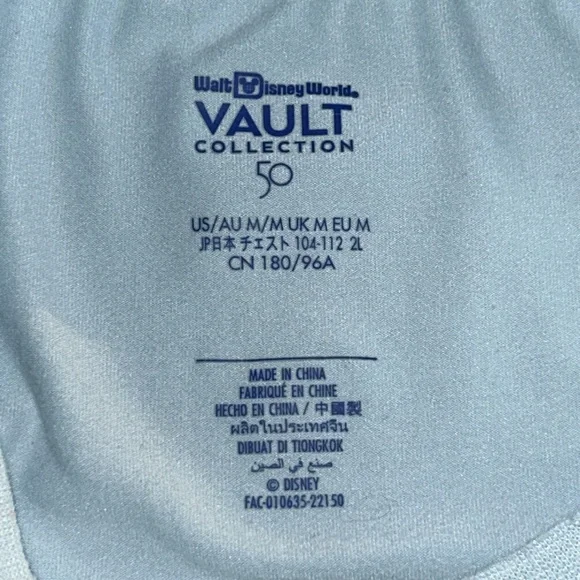 Walt Disney World.
VAULT
COLLECTION
50
US/AU M/M UK M EU M
JP日本 チェスト 104-112 2L
CN 180/96A
MADE IN CHINA
FABRIQUÉ EN CHINE
HECHO EN CHINA / 中國製
ผลิตในประเทศจีน
DIBUAT DI TIONGKOK
صنع في الصين
© DISNEY
FAC-010635-22150